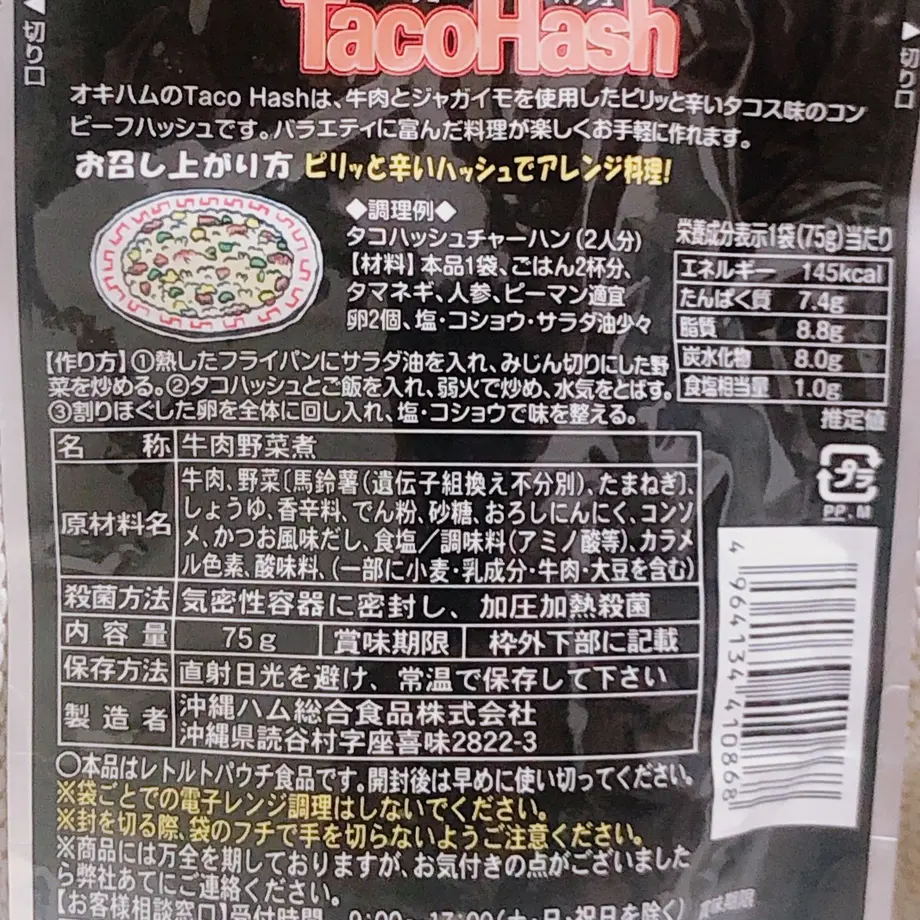 TacoHash
切り口
切り口
オキハムのTaco Hashは、牛肉とジャガイモを使用したピリッと辛いタコス味のコン
ビーフハッシュです。バラエティに富んだ料理が楽しくお手軽に作れます。
お召し上がり方 ピリッと辛いハッシュでアレンジ料理!
◆調理例◆
タコハッシュチャーハン(2人分)
【材料】本品1袋、ごはん2杯分、
タマネギ、人参、ピーマン適宜
卵2個、塩・コショウ・サラダ油少々
栄養成分表示1袋(75g)当たり
エネルギー 145kcal
たんぱく質 7.4g
脂質 8.8g
炭水化物 8.0g
食塩相当量 1.0g
推定値
【作り方】①熱したフライパンにサラダ油を入れ、みじん切りにした野
菜を炒める。②タコハッシュとご飯を入れ、弱火で炒め、水気をとばす。
③割りほぐした卵を全体に回し入れ、塩・コショウで味を整える。
プラ
PP,M
名称 牛肉野菜煮
原材料名 牛肉、野菜〔馬鈴薯(遺伝子組換え不分別)、たまねぎ〕、
しょうゆ、香辛料、でん粉、砂糖、おろしにんにく、コンソ
メ、かつお風味だし、食塩/調味料(アミノ酸等)、カラメ
ル色素、酸味料、(一部に小麦・乳成分・牛肉・大豆を含む)
殺菌方法 気密性容器に密封し、加圧加熱殺菌
内容量 75g 賞味期限 枠外下部に記載
保存方法 直射日光を避け、常温で保存して下さい
製造者 沖縄ハム総合食品株式会社
沖縄県読谷村字座喜味2822-3
4 964134 410868
○本品はレトルトパウチ食品です。開封後は早めに使い切ってください。
※袋ごとでの電子レンジ調理はしないでください。
※封を切る際、袋のフチで手を切らないようご注意ください。
※商品には万全を期しておりますが、お気付きの点がございました
ら弊社あてにご連絡ください。
【お客様相談窓口】受付時間 9:00~17:00(土・日・祝日を除く)
賞味期限